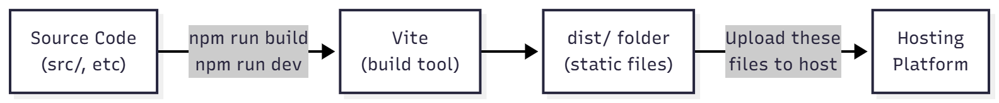 Source Code
(src/, etc)
npm run build
npm run dev
Vite
(build tool)
dist/ folder
(static files)
Upload these
files to host
Hosting
Platform